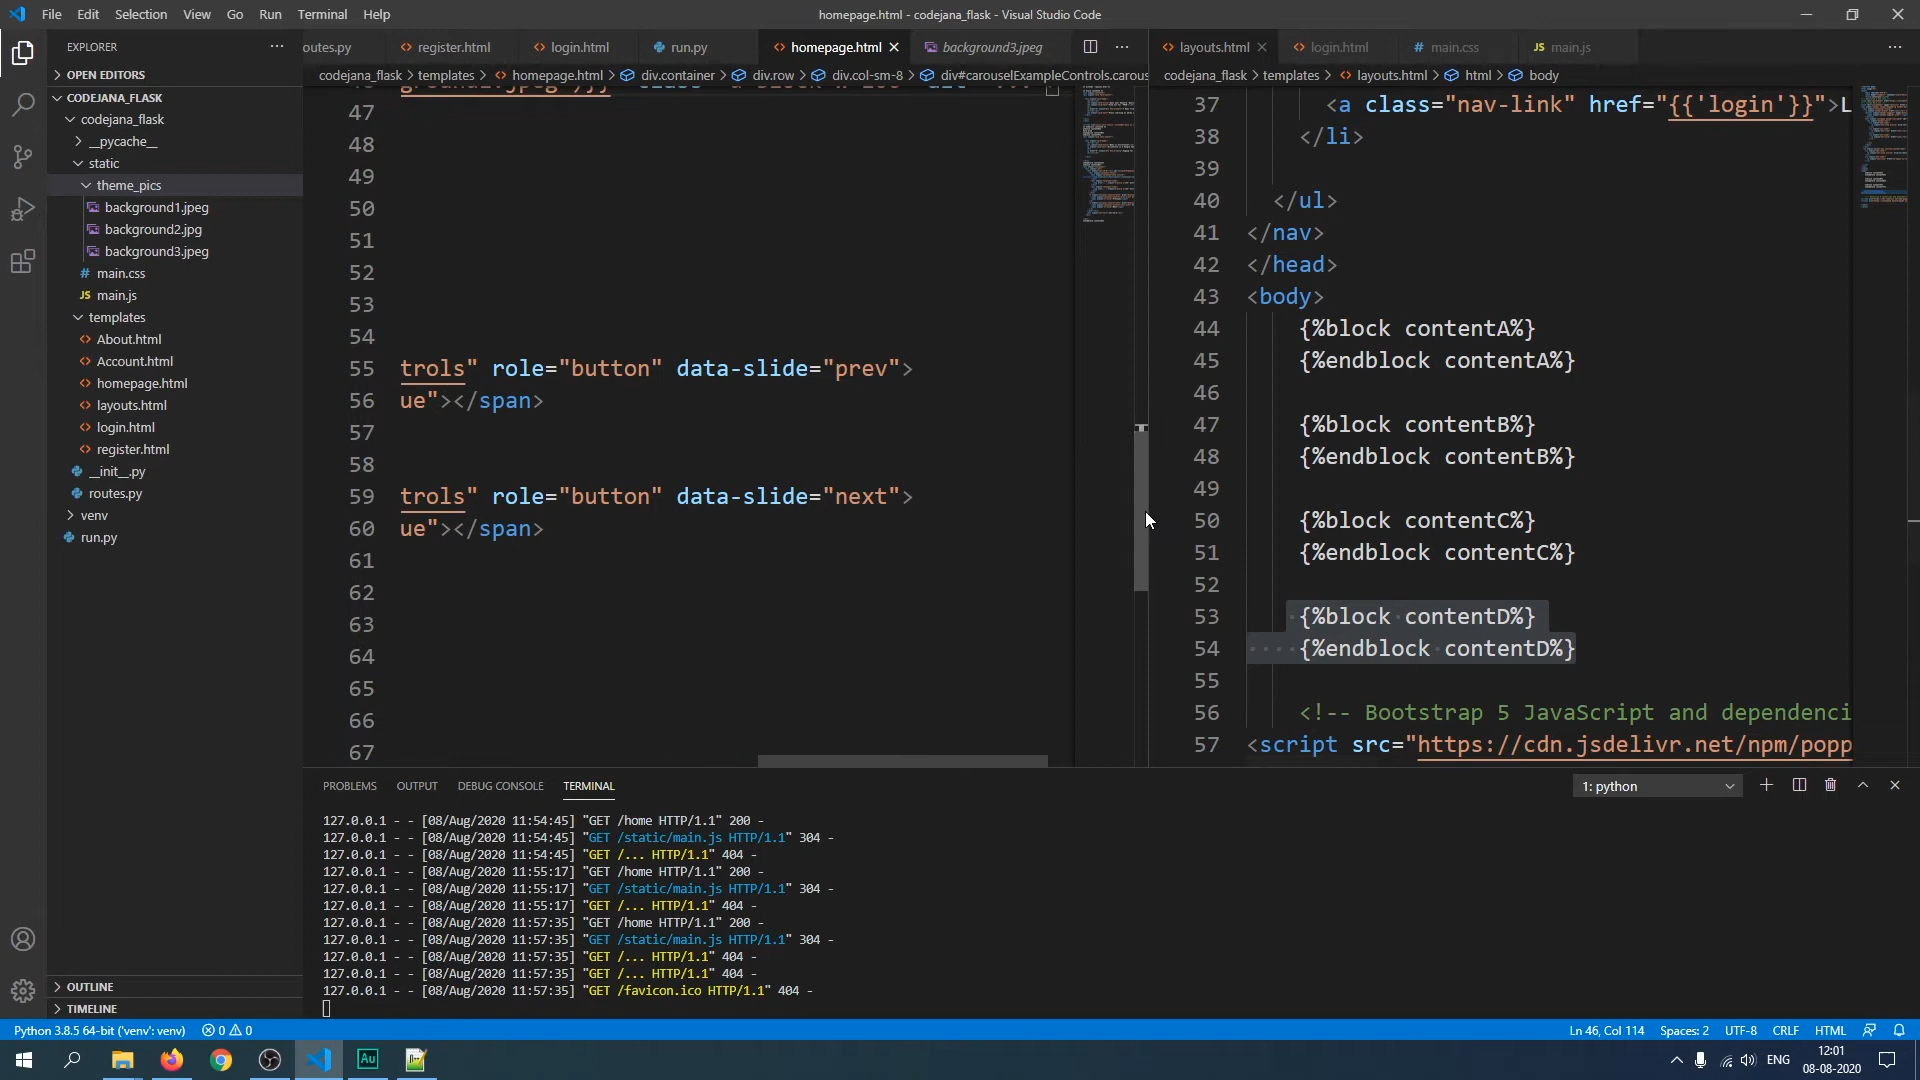 File Edit Selection View Go Run Terminal Help
homepage.html - codejana_flask - Visual Studio Code
EXPLORER
OPEN EDITORS
CODEJANA_FLASK
codejana_flask
__pycache__
static
theme_pics
background1.jpeg
background2.jpg
background3.jpeg
main.css
main.js
templates
About.html
Account.html
homepage.html
layouts.html
login.html
register.html
__init__.py
routes.py
venv
run.py
OUTLINE
TIMELINE
outes.py register.html login.html run.py homepage.html background3.jpeg
codejana_flask > templates > homepage.html > div.container > div.row > div.col-sm-8 > div#carouselExampleControls.carous
47
48
49
50
51
52
53
54
55 trols" role="button" data-slide="prev">
56 ue"></span>
57
58
59 trols" role="button" data-slide="next">
60 ue"></span>
61
62
63
64
65
66
67
layouts.html login.html main.css main.js
codejana_flask > templates > layouts.html > html > body
37 <a class="nav-link" href="{{'login'}}">L
38 </li>
39
40 </ul>
41 </nav>
42 </head>
43 <body>
44 {%block contentA%}
45 {%endblock contentA%}
46
47 {%block contentB%}
48 {%endblock contentB%}
49
50 {%block contentC%}
51 {%endblock contentC%}
52
53 {%block contentD%}
54 {%endblock contentD%}
55
56 <!-- Bootstrap 5 JavaScript and dependenci
57 <script src="https://cdn.jsdelivr.net/npm/popp
PROBLEMS OUTPUT DEBUG CONSOLE TERMINAL
1: python
127.0.0.1 - - [08/Aug/2020 11:54:45] "GET /home HTTP/1.1" 200 -
127.0.0.1 - - [08/Aug/2020 11:54:45] "GET /static/main.js HTTP/1.1" 304 -
127.0.0.1 - - [08/Aug/2020 11:54:45] "GET /... HTTP/1.1" 404 -
127.0.0.1 - - [08/Aug/2020 11:55:17] "GET /home HTTP/1.1" 200 -
127.0.0.1 - - [08/Aug/2020 11:55:17] "GET /static/main.js HTTP/1.1" 304 -
127.0.0.1 - - [08/Aug/2020 11:55:17] "GET /... HTTP/1.1" 404 -
127.0.0.1 - - [08/Aug/2020 11:57:35] "GET /home HTTP/1.1" 200 -
127.0.0.1 - - [08/Aug/2020 11:57:35] "GET /static/main.js HTTP/1.1" 304 -
127.0.0.1 - - [08/Aug/2020 11:57:35] "GET /... HTTP/1.1" 404 -
127.0.0.1 - - [08/Aug/2020 11:57:35] "GET /... HTTP/1.1" 404 -
127.0.0.1 - - [08/Aug/2020 11:57:35] "GET /favicon.ico HTTP/1.1" 404 -
Python 3.8.5 64-bit ('venv': venv) 0 0
Ln 46, Col 114 Spaces: 2 UTF-8 CRLF HTML
Au
ENG
12:01
08-08-2020